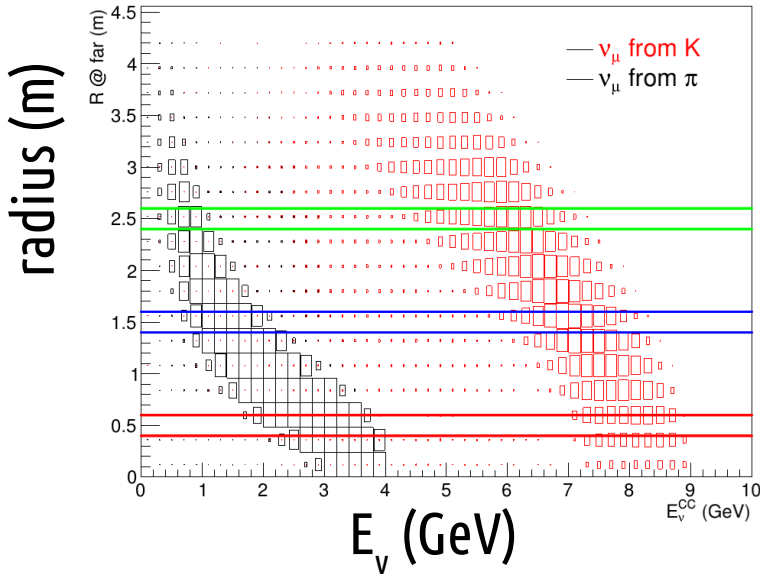 radius (m)
R @ far (m)
4.5
4
3.5
3
2.5
2
1.5
1
0.5
0
ν_μ from K
ν_μ from π
0 1 2 3 4 5 6 7 8 9 10
E_ν^CC (GeV)
E_ν (GeV)